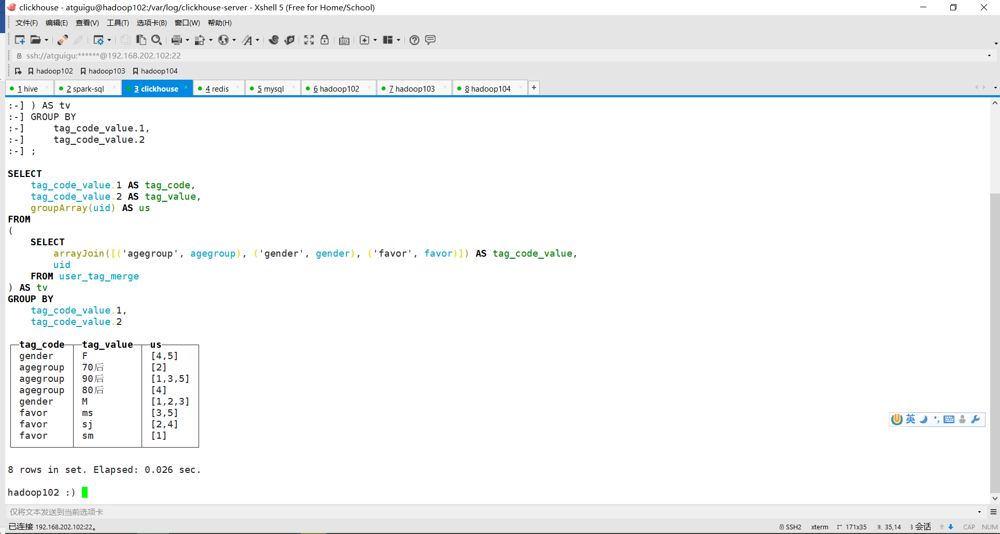 clickhouse - atguigu@hadoop102:/var/log/clickhouse-server - Xshell 5 (Free for Home/School)
文件(F) 编辑(E) 查看(V) 工具(T) 选项卡(B) 窗口(W) 帮助(H)
ssh://atguigu:******@192.168.202.102:22
hadoop102 hadoop103 hadoop104
1 hive 2 spark-sql 3 clickhouse 4 redis 5 mysql 6 hadoop102 7 hadoop103 8 hadoop104 +
:-] ) AS tv
:-] GROUP BY
:-]     tag_code_value.1,
:-]     tag_code_value.2
:-] ;
SELECT
    tag_code_value.1 AS tag_code,
    tag_code_value.2 AS tag_value,
    groupArray(uid) AS us
FROM
(
    SELECT
        arrayJoin([('agegroup', agegroup), ('gender', gender), ('favor', favor)]) AS tag_code_value,
        uid
    FROM user_tag_merge
) AS tv
GROUP BY
    tag_code_value.1,
    tag_code_value.2
tag_code tag_value us
gender F [4,5]
agegroup 70后 [2]
agegroup 90后 [1,3,5]
agegroup 80后 [4]
gender M [1,2,3]
favor ms [3,5]
favor sj [2,4]
favor sm [1]
8 rows in set. Elapsed: 0.026 sec.
hadoop102 :)
英
仅将文本发送到当前选项卡
已连接 192.168.202.102:22。 SSH2 xterm 171x35 35,14 3 会话 CAP NUM